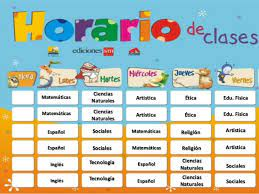 Horario de clases
sm ediciones sm
Hora Lunes Martes Miércoles Jueves Viernes
Matemáticas Ciencias Naturales Artística Ética Edu. Física
Matemáticas Ciencias Naturales Artística Ética Edu. Física
Español Sociales Matemáticas Religión Artística
Español Sociales Matemáticas Religión Artística
Inglés Tecnología Español Ciencias Naturales Sociales
Inglés Tecnología Español Ciencias Naturales Sociales